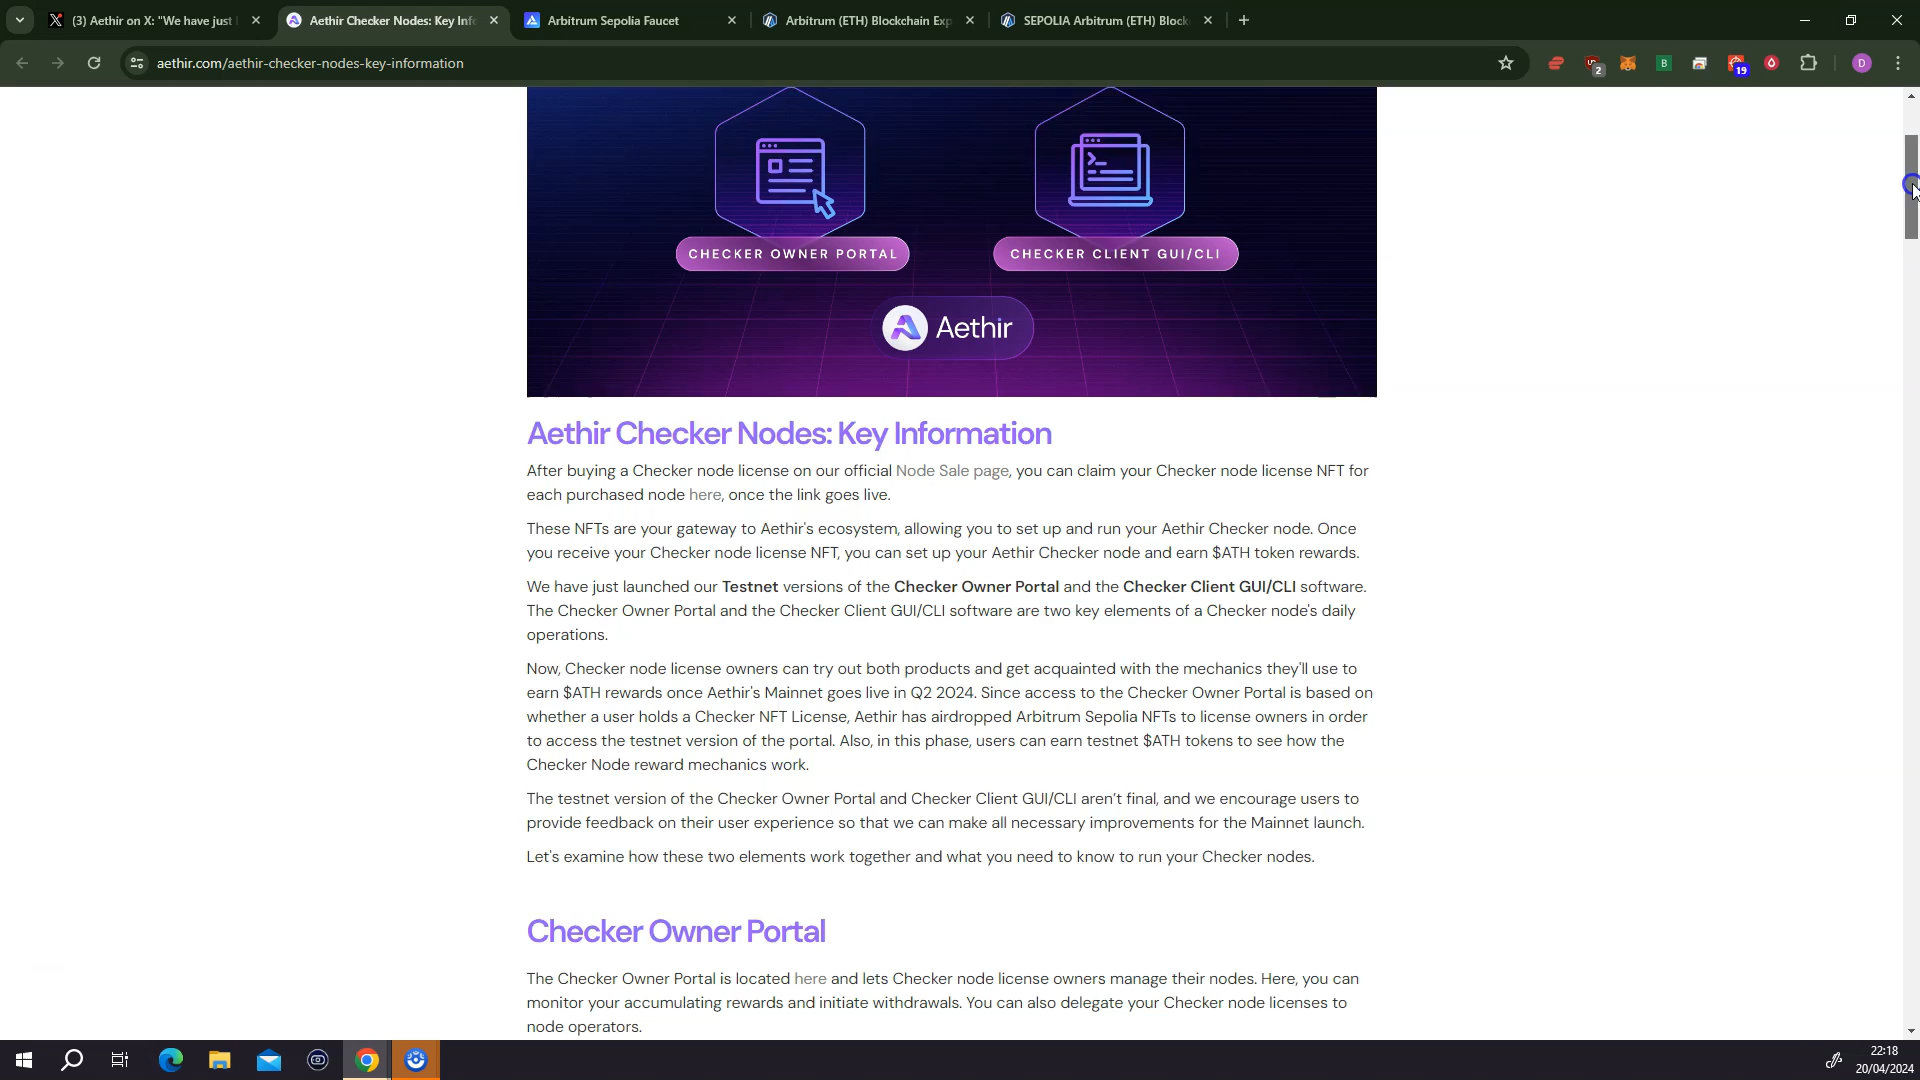 (3) Aethir on X: "We have just l
Aethir Checker Nodes: Key Info
Arbitrum Sepolia Faucet
Arbitrum (ETH) Blockchain Exp
SEPOLIA Arbitrum (ETH) Block
aethir.com/aethir-checker-nodes-key-information
2
B
19
D
CHECKER OWNER PORTAL
CHECKER CLIENT GUI/CLI
Aethir
Aethir Checker Nodes: Key Information
After buying a Checker node license on our official Node Sale page, you can claim your Checker node license NFT for
each purchased node here, once the link goes live.
These NFTs are your gateway to Aethir's ecosystem, allowing you to set up and run your Aethir Checker node. Once
you receive your Checker node license NFT, you can set up your Aethir Checker node and earn $ATH token rewards.
We have just launched our Testnet versions of the Checker Owner Portal and the Checker Client GUI/CLI software.
The Checker Owner Portal and the Checker Client GUI/CLI software are two key elements of a Checker node's daily
operations.
Now, Checker node license owners can try out both products and get acquainted with the mechanics they'll use to
earn $ATH rewards once Aethir's Mainnet goes live in Q2 2024. Since access to the Checker Owner Portal is based on
whether a user holds a Checker NFT License, Aethir has airdropped Arbitrum Sepolia NFTs to license owners in order
to access the testnet version of the portal. Also, in this phase, users can earn testnet $ATH tokens to see how the
Checker Node reward mechanics work.
The testnet version of the Checker Owner Portal and Checker Client GUI/CLI aren’t final, and we encourage users to
provide feedback on their user experience so that we can make all necessary improvements for the Mainnet launch.
Let's examine how these two elements work together and what you need to know to run your Checker nodes.
Checker Owner Portal
The Checker Owner Portal is located here and lets Checker node license owners manage their nodes. Here, you can
monitor your accumulating rewards and initiate withdrawals. You can also delegate your Checker node licenses to
node operators.
22:18
20/04/2024